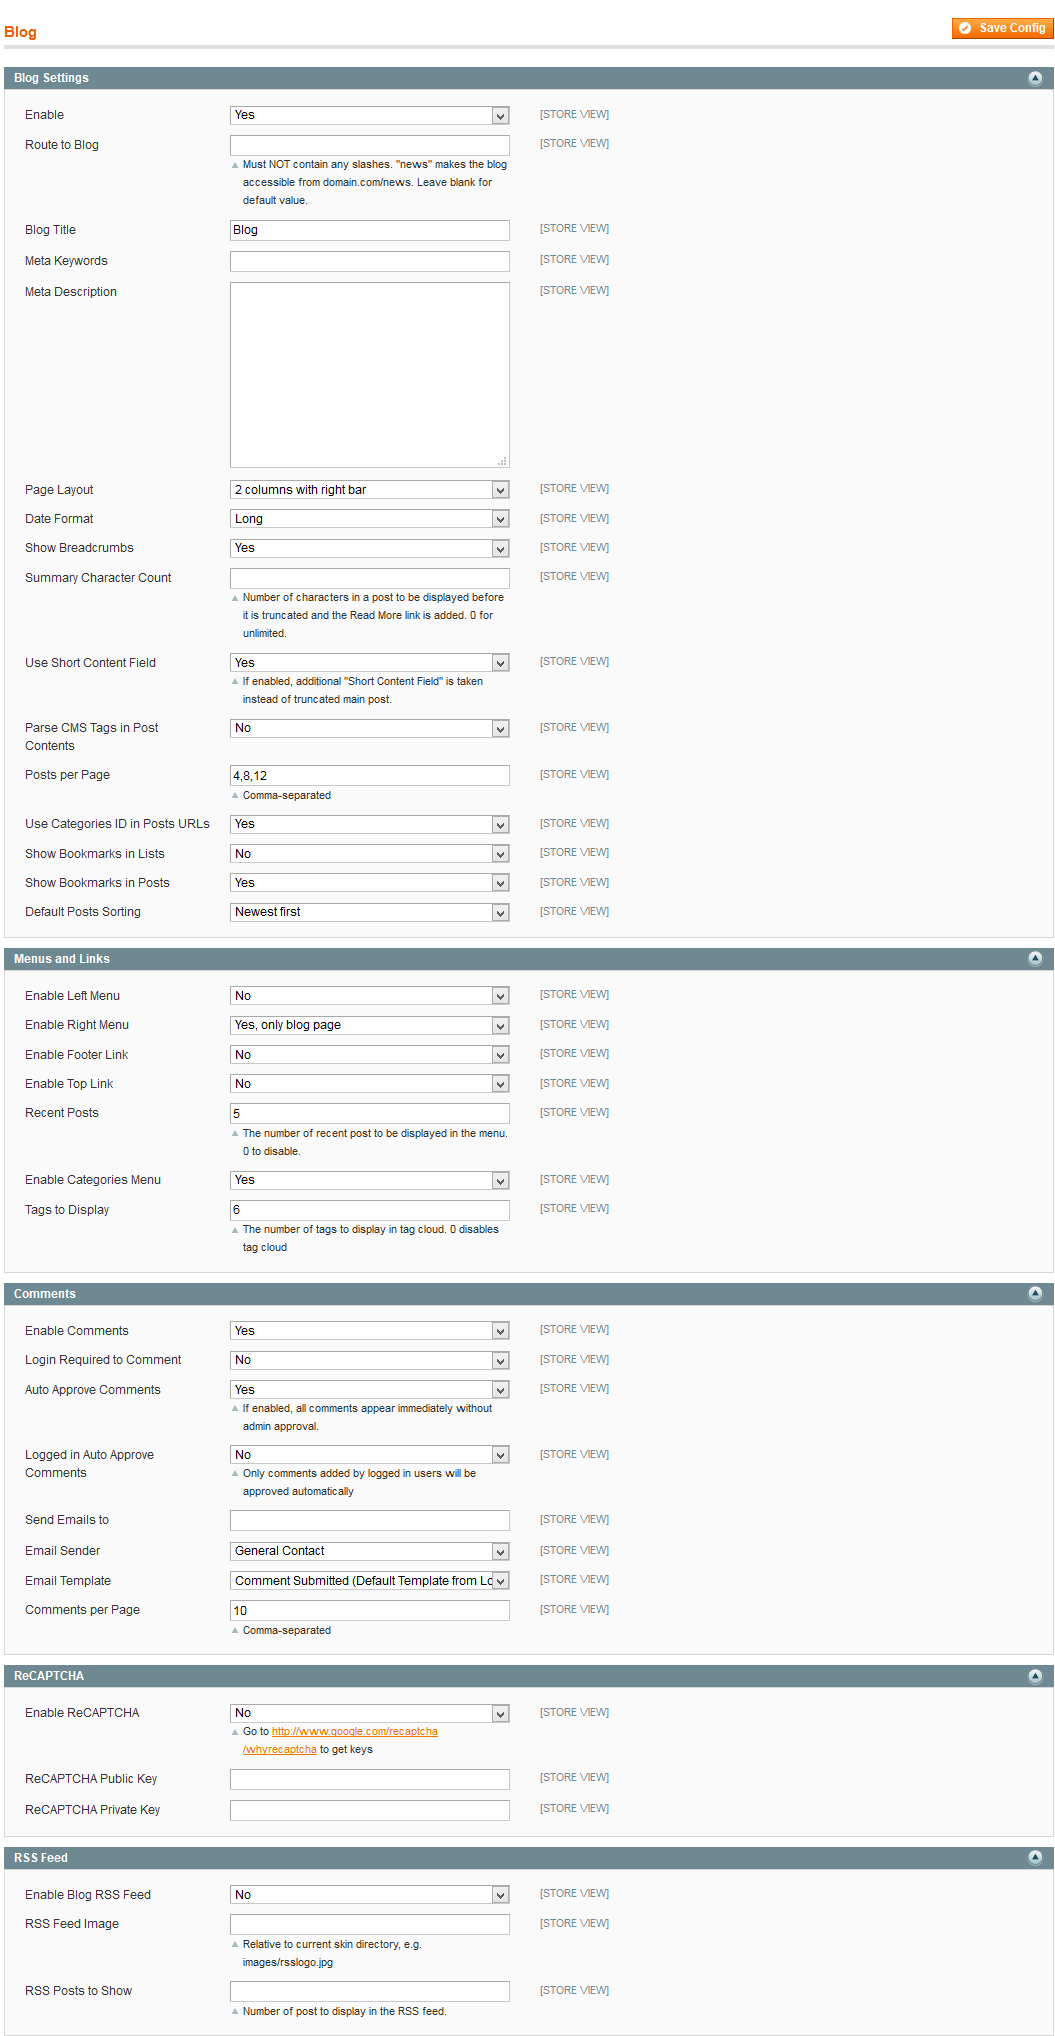 Blog
Save Config
Blog Settings
Enable Yes [STORE VIEW]
Route to Blog [STORE VIEW]
Must NOT contain any slashes. "news" makes the blog
accessible from domain.com/news. Leave blank for
default value.
Blog Title Blog [STORE VIEW]
Meta Keywords [STORE VIEW]
Meta Description [STORE VIEW]
Page Layout 2 columns with right bar [STORE VIEW]
Date Format Long [STORE VIEW]
Show Breadcrumbs Yes [STORE VIEW]
Summary Character Count [STORE VIEW]
Number of characters in a post to be displayed before
it is truncated and the Read More link is added. 0 for
unlimited.
Use Short Content Field Yes [STORE VIEW]
If enabled, additional "Short Content Field" is taken
instead of truncated main post.
Parse CMS Tags in Post No [STORE VIEW]
Contents
Posts per Page 4,8,12 [STORE VIEW]
Comma-separated
Use Categories ID in Posts URLs Yes [STORE VIEW]
Show Bookmarks in Lists No [STORE VIEW]
Show Bookmarks in Posts Yes [STORE VIEW]
Default Posts Sorting Newest first [STORE VIEW]
Menus and Links
Enable Left Menu No [STORE VIEW]
Enable Right Menu Yes, only blog page [STORE VIEW]
Enable Footer Link No [STORE VIEW]
Enable Top Link No [STORE VIEW]
Recent Posts 5 [STORE VIEW]
The number of recent post to be displayed in the menu.
0 to disable.
Enable Categories Menu Yes [STORE VIEW]
Tags to Display 6 [STORE VIEW]
The number of tags to display in tag cloud. 0 disables
tag cloud
Comments
Enable Comments Yes [STORE VIEW]
Login Required to Comment No [STORE VIEW]
Auto Approve Comments Yes [STORE VIEW]
If enabled, all comments appear immediately without
admin approval.
Logged in Auto Approve No [STORE VIEW]
Comments
Only comments added by logged in users will be
approved automatically
Send Emails to [STORE VIEW]
Email Sender General Contact [STORE VIEW]
Email Template Comment Submitted (Default Template from Lo [STORE VIEW]
Comments per Page 10 [STORE VIEW]
Comma-separated
ReCAPTCHA
Enable ReCAPTCHA No [STORE VIEW]
Go to http://www.google.com/recaptcha
/whyrecaptcha to get keys
ReCAPTCHA Public Key [STORE VIEW]
ReCAPTCHA Private Key [STORE VIEW]
RSS Feed
Enable Blog RSS Feed No [STORE VIEW]
RSS Feed Image [STORE VIEW]
Relative to current skin directory, e.g.
images/rsslogo.jpg
RSS Posts to Show [STORE VIEW]
Number of post to display in the RSS feed.